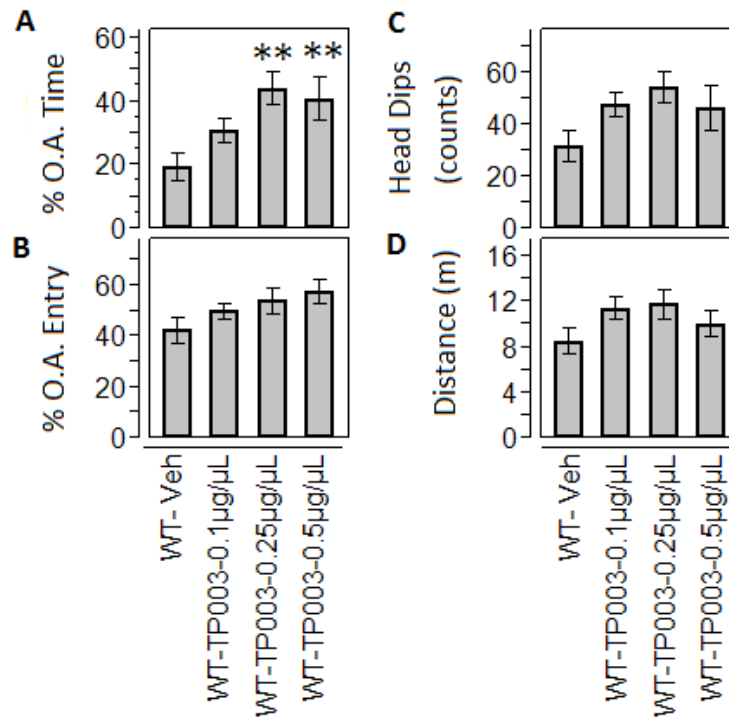 A
% O.A. Time
60
40
20
0
** **
B
% O.A. Entry
60
40
20
0
WT- Veh
WT-TP003-0.1µg/µL
WT-TP003-0.25µg/µL
WT-TP003-0.5µg/µL
C
Head Dips
(counts)
60
40
20
0
D
Distance (m)
16
12
8
4
0
WT- Veh
WT-TP003-0.1µg/µL
WT-TP003-0.25µg/µL
WT-TP003-0.5µg/µL